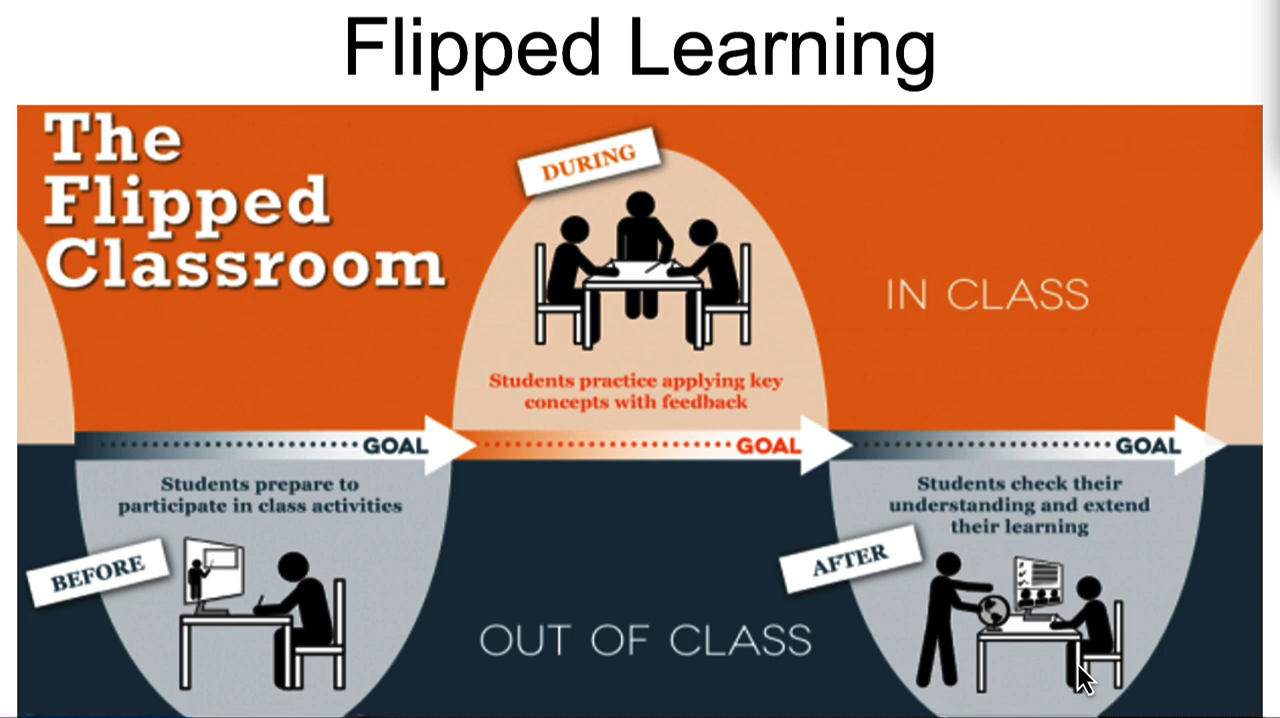 Flipped Learning
The
Flipped
Classroom
DURING
IN CLASS
Students practice applying key
concepts with feedback
GOAL
GOAL
GOAL
Students prepare to
participate in class activities
BEFORE
OUT OF CLASS
Students check their
understanding and extend
their learning
AFTER